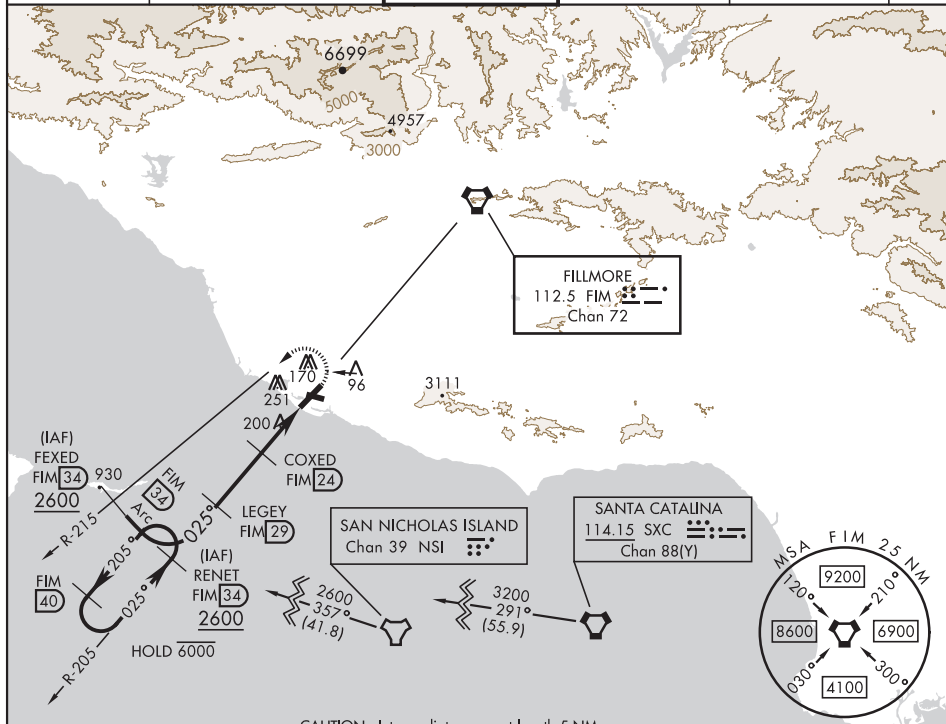 6699
5000
4957
3000
FILLMORE
112.5 FIM
Chan 72
170
96
251
200
3111
(IAF)
FEXED
FIM 34
2600
930
FIM
34
Arc
R-215
COXED
FIM 24
LEGEY
FIM 29
025°
205°
025°
(IAF)
RENET
FIM 34
2600
FIM
40
R-205
HOLD 6000
SAN NICHOLAS ISLAND
Chan 39 NSI
2600
357°
(41.8)
SANTA CATALINA
114.15 SXC
Chan 88(Y)
3200
291°
(55.9)
MSA FIM 25 NM
120°
9200
210°
8600
6900
030°
4100
300°